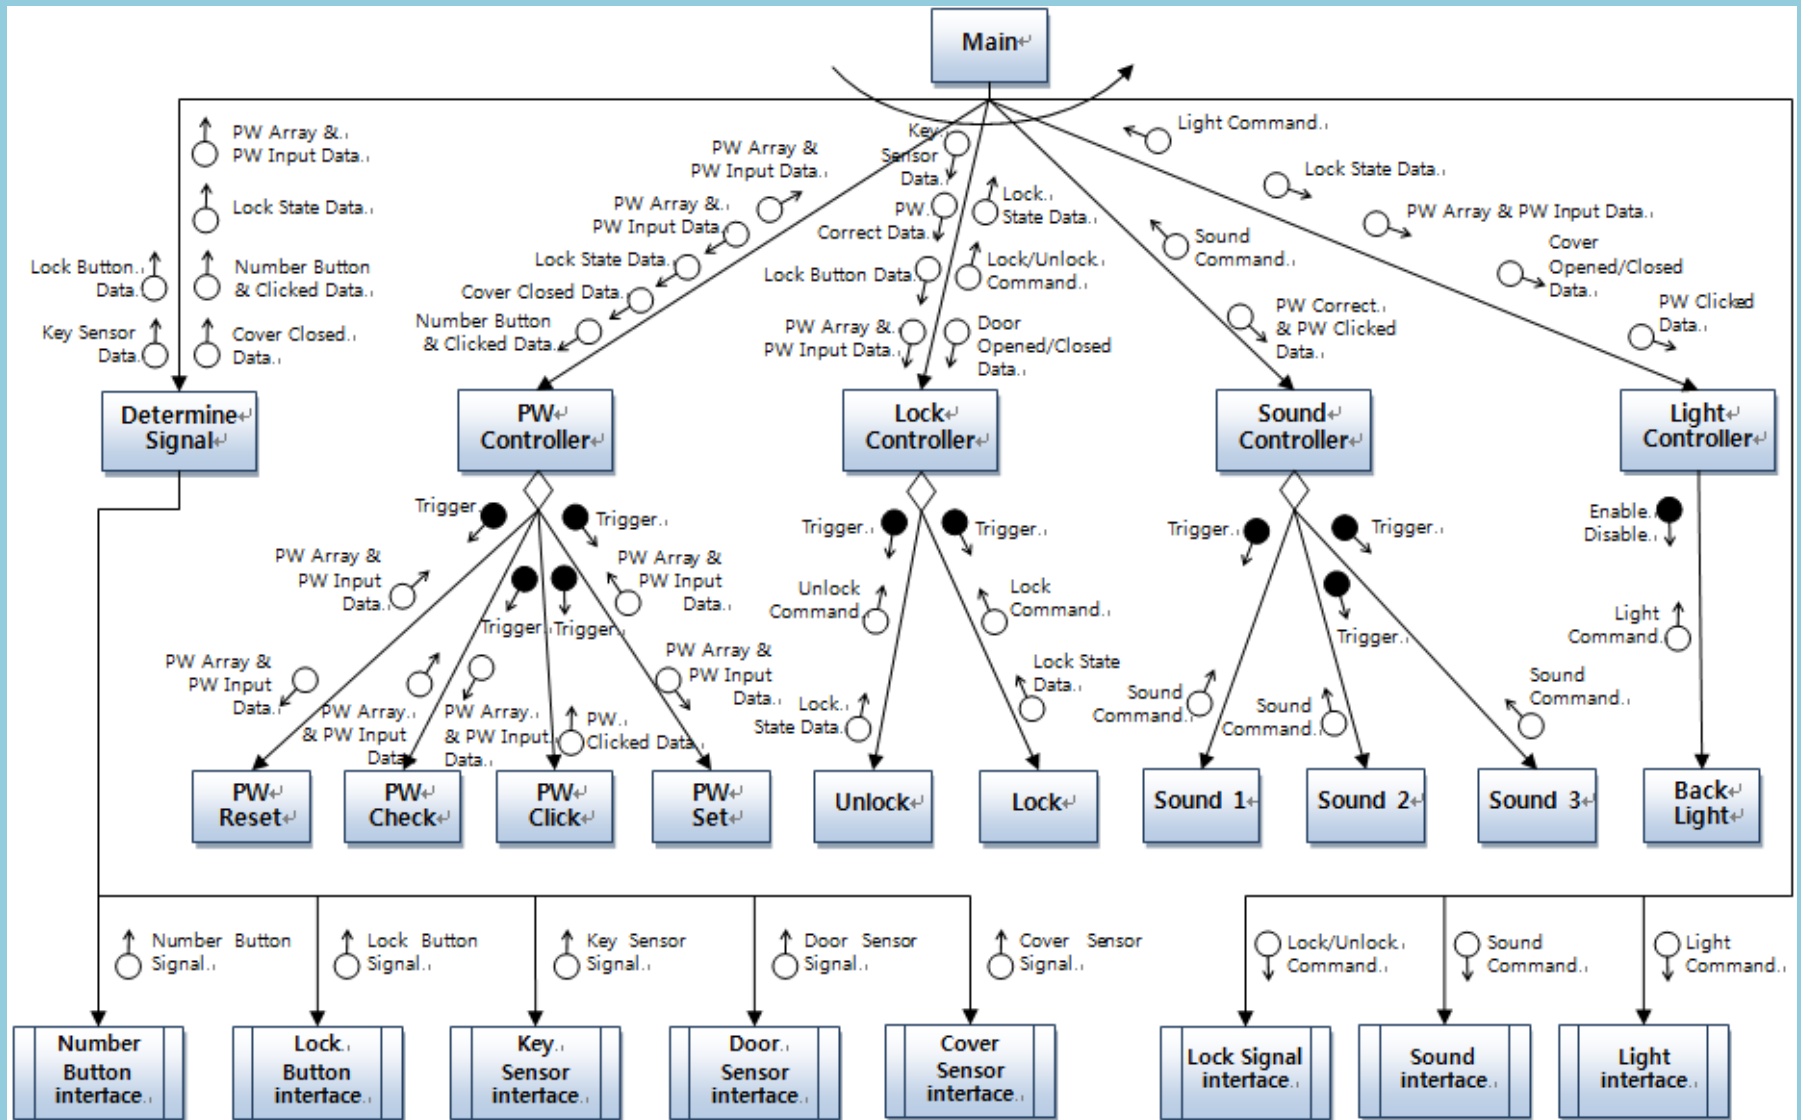 Main
PW Array &
PW Input Data
Lock State Data
Lock Button
Data
Number Button
& Clicked Data
Key Sensor
Data
Cover Closed
Data
PW Array &
PW Input Data
PW Array &
PW Input Data
Lock State Data
Cover Closed Data
Number Button
& Clicked Data
Key
Sensor
Data
PW
Correct Data
Lock Button Data
PW Array &
PW Input Data
Lock
State Data
Lock/Unlock
Command
Door
Opened/Closed
Data
Sound
Command
PW Correct
& PW Clicked
Data
Light Command
Lock State Data
PW Array & PW Input Data
Cover
Opened/Closed
Data
PW Clicked
Data
Determine
Signal
PW
Controller
Lock
Controller
Sound
Controller
Light
Controller
Trigger
Trigger
PW Array &
PW Input
Data
PW Array &
PW Input
Data
Trigger
Trigger
PW Array &
PW Input
Data
PW Array &
PW Input
Data
PW Array
& PW Input
Data
PW Array
& PW Input
Data
PW
Clicked Data
Trigger
Trigger
Unlock
Command
Lock
Command
Lock
State Data
Lock State
Data
Trigger
Trigger
Trigger
Sound
Command
Sound
Command
Sound
Command
Enable
Disable
Light
Command
PW
Reset
PW
Check
PW
Click
PW
Set
Unlock
Lock
Sound 1
Sound 2
Sound 3
Back
Light
Number Button
Signal
Lock Button
Signal
Key Sensor
Signal
Door Sensor
Signal
Cover Sensor
Signal
Lock/Unlock
Command
Sound
Command
Light
Command
Number
Button
interface
Lock
Button
interface
Key
Sensor
interface
Door
Sensor
interface
Cover
Sensor
interface
Lock Signal
interface
Sound
interface
Light
interface